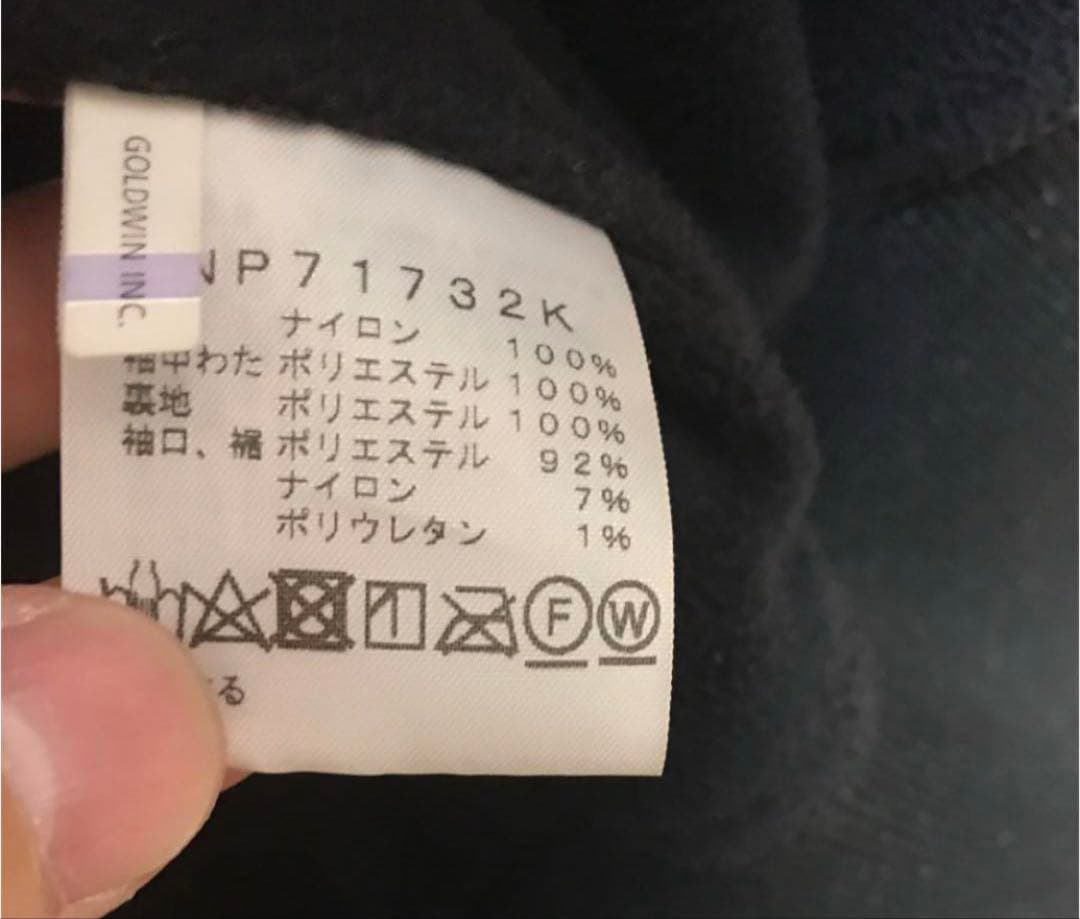 GOLDWIN INC.
NP71732K
ナイロン 100%
袖中わた ポリエステル 100%
裏地 ポリエステル 100%
袖口、裾 ポリエステル 92%
ナイロン 7%
ポリウレタン 1%
F W
る